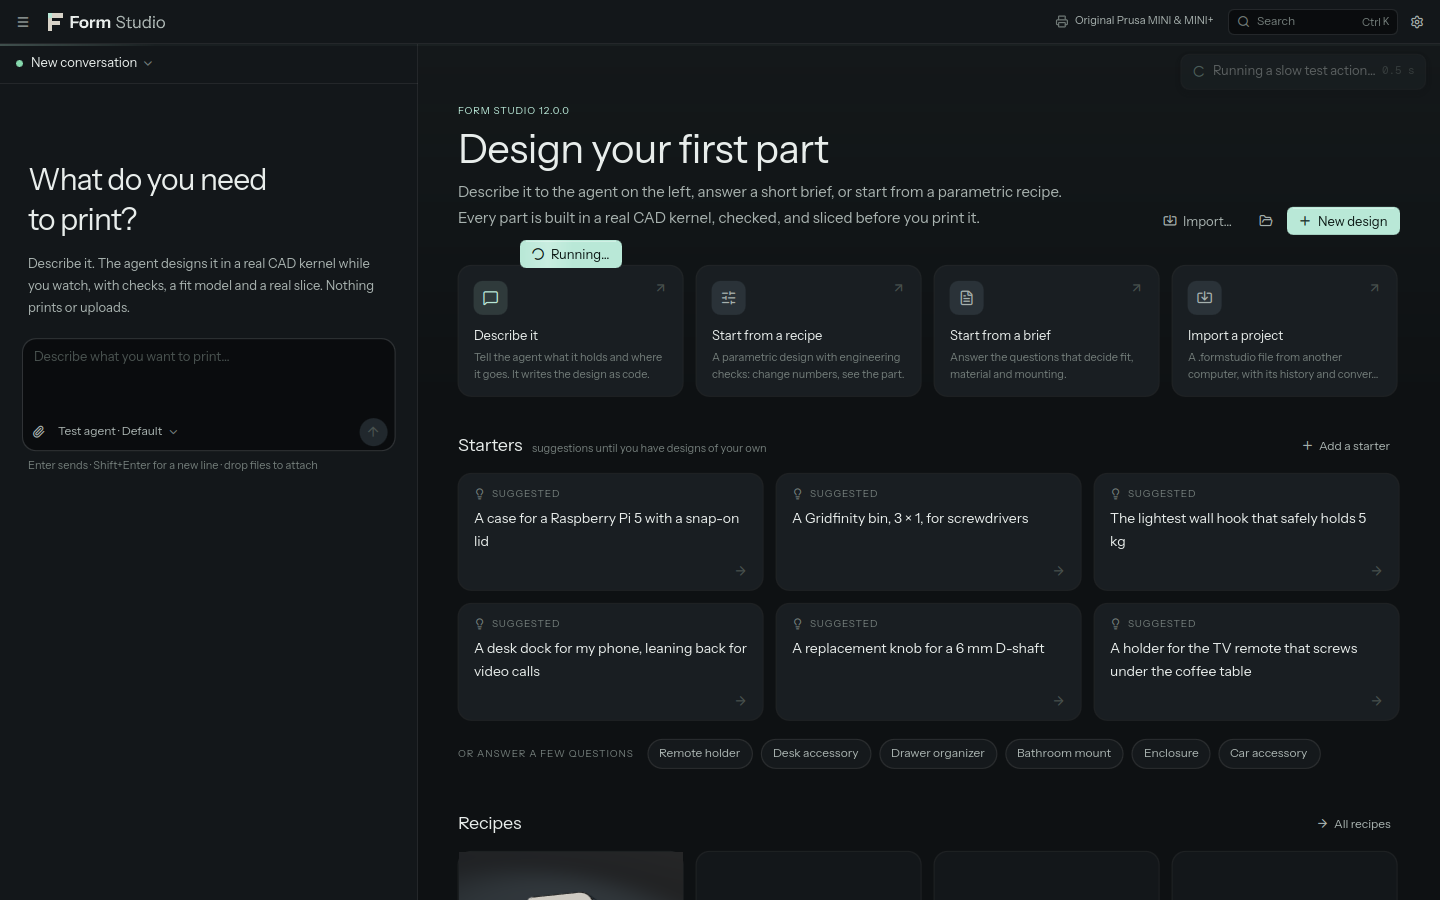 Form Studio
Original Prusa MINI & MINI+
Search
Ctrl K
New conversation
Running a slow test action... 0.5 s
What do you need
to print?
Describe it. The agent designs it in a real CAD kernel while
you watch, with checks, a fit model and a real slice. Nothing
prints or uploads.
Describe what you want to print...
Test agent · Default
Enter sends · Shift+Enter for a new line · drop files to attach
FORM STUDIO 12.0.0
Design your first part
Describe it to the agent on the left, answer a short brief, or start from a parametric recipe.
Every part is built in a real CAD kernel, checked, and sliced before you print it.
Import...
New design
Running...
Describe it
Tell the agent what it holds and where
it goes. It writes the design as code.
Start from a recipe
A parametric design with engineering
checks: change numbers, see the part.
Start from a brief
Answer the questions that decide fit,
material and mounting.
Import a project
A .formstudio file from another
computer, with its history and conver...
Starters
suggestions until you have designs of your own
Add a starter
SUGGESTED
A case for a Raspberry Pi 5 with a snap-on
lid
SUGGESTED
A Gridfinity bin, 3 × 1, for screwdrivers
SUGGESTED
The lightest wall hook that safely holds 5
kg
SUGGESTED
A desk dock for my phone, leaning back for
video calls
SUGGESTED
A replacement knob for a 6 mm D-shaft
SUGGESTED
A holder for the TV remote that screws
under the coffee table
OR ANSWER A FEW QUESTIONS
Remote holder
Desk accessory
Drawer organizer
Bathroom mount
Enclosure
Car accessory
Recipes
All recipes